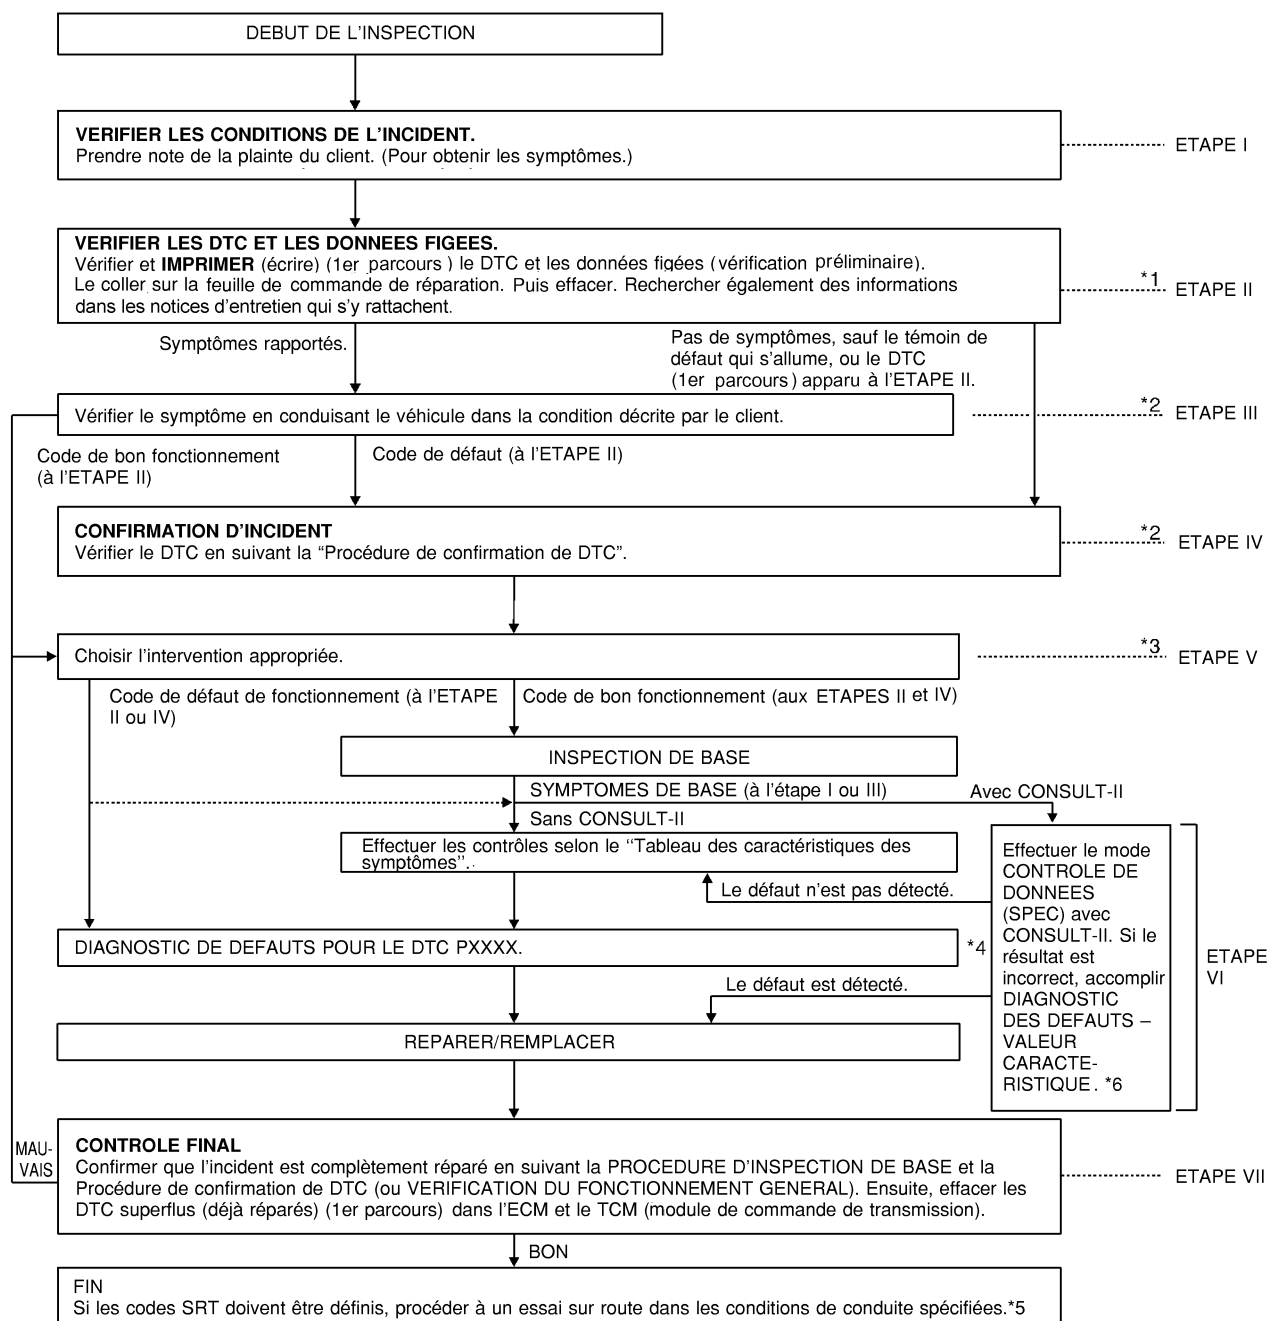 DEBUT DE L'INSPECTION
VERIFIER LES CONDITIONS DE L'INCIDENT.
Prendre note de la plainte du client. (Pour obtenir les symptômes.)
ETAPE I
VERIFIER LES DTC ET LES DONNEES FIGEES.
Vérifier et IMPRIMER (écrire) (1er parcours) le DTC et les données figées (vérification préliminaire).
Le coller sur la feuille de commande de réparation. Puis effacer. Rechercher également des informations
dans les notices d'entretien qui s'y rattachent.
*1
ETAPE II
Symptômes rapportés.
Pas de symptômes, sauf le témoin de
défaut qui s'allume, ou le DTC
(1er parcours) apparu à l'ETAPE II.
Vérifier le symptôme en conduisant le véhicule dans la condition décrite par le client.
*2
ETAPE III
Code de bon fonctionnement
(à l'ETAPE II)
Code de défaut (à l'ETAPE II)
CONFIRMATION D'INCIDENT
Vérifier le DTC en suivant la “Procédure de confirmation de DTC”.
*2
ETAPE IV
Choisir l'intervention appropriée.
*3
ETAPE V
Code de défaut de fonctionnement (à l'ETAPE
II ou IV)
Code de bon fonctionnement (aux ETAPES II et IV)
INSPECTION DE BASE
SYMPTOMES DE BASE (à l'étape I ou III)
Avec CONSULT-II
Sans CONSULT-II
Effectuer les contrôles selon le ''Tableau des caractéristiques des
symptômes''.
Le défaut n'est pas détecté.
Effectuer le mode
CONTROLE DE
DONNEES
(SPEC) avec
CONSULT-II. Si le
résultat est
incorrect, accomplir
DIAGNOSTIC
DES DEFAUTS –
VALEUR
CARACTE-
RISTIQUE. *6
ETAPE
VI
DIAGNOSTIC DE DEFAUTS POUR LE DTC PXXXX.
*4
Le défaut est détecté.
REPARER/REMPLACER
MAU-
VAIS
CONTROLE FINAL
Confirmer que l'incident est complètement réparé en suivant la PROCEDURE D'INSPECTION DE BASE et la
Procédure de confirmation de DTC (ou VERIFICATION DU FONCTIONNEMENT GENERAL). Ensuite, effacer les
DTC superflus (déjà réparés) (1er parcours) dans l'ECM et le TCM (module de commande de transmission).
ETAPE VII
BON
FIN
Si les codes SRT doivent être définis, procéder à un essai sur route dans les conditions de conduite spécifiées.*5